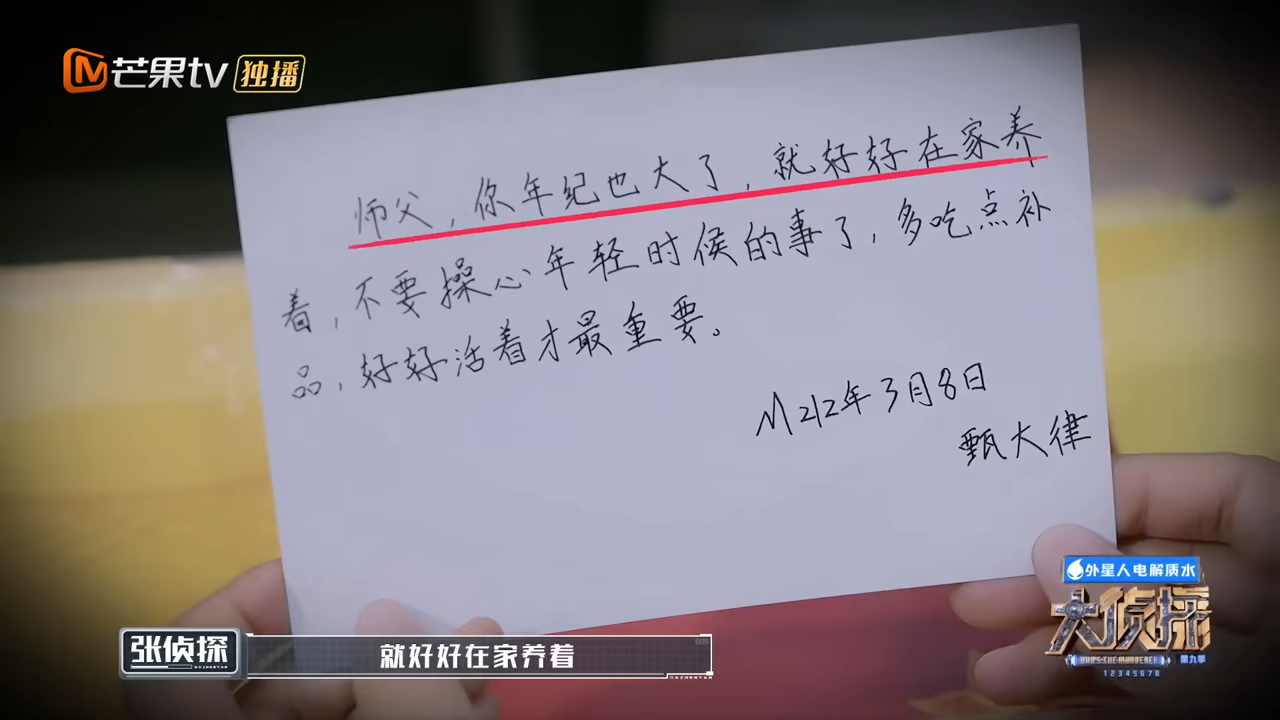 芒果tv 独播
师父，你年纪也大了，就好好在家养
着，不要操心年轻时候的事了，多吃点补
品，好好活着才最重要。
M212年3月8日
甄大律
外星人电解质水
大侦探
第九季
12345678
张侦探
就好好在家养着